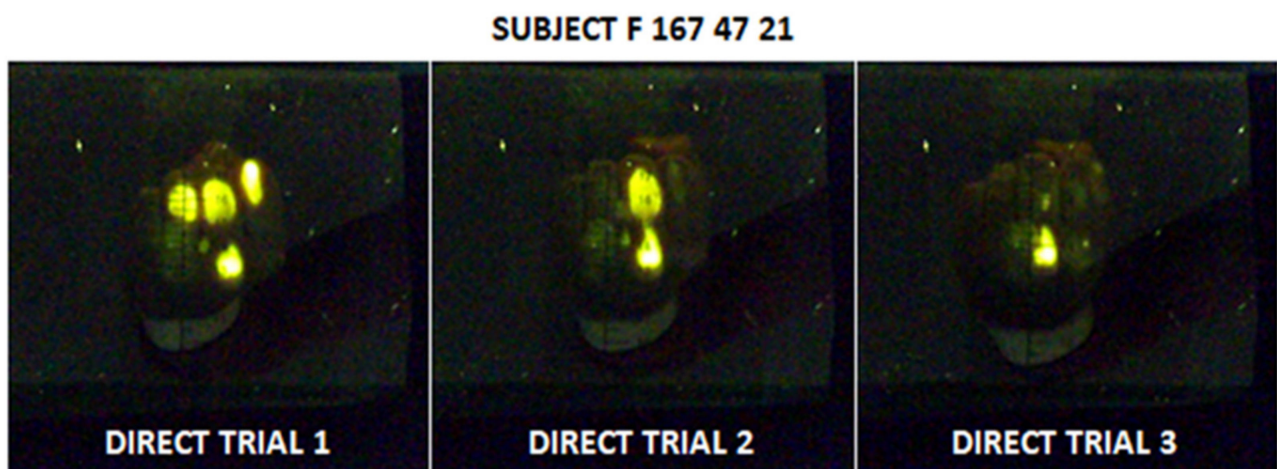 SUBJECT F 167 47 21
DIRECT TRIAL 1
DIRECT TRIAL 2
DIRECT TRIAL 3